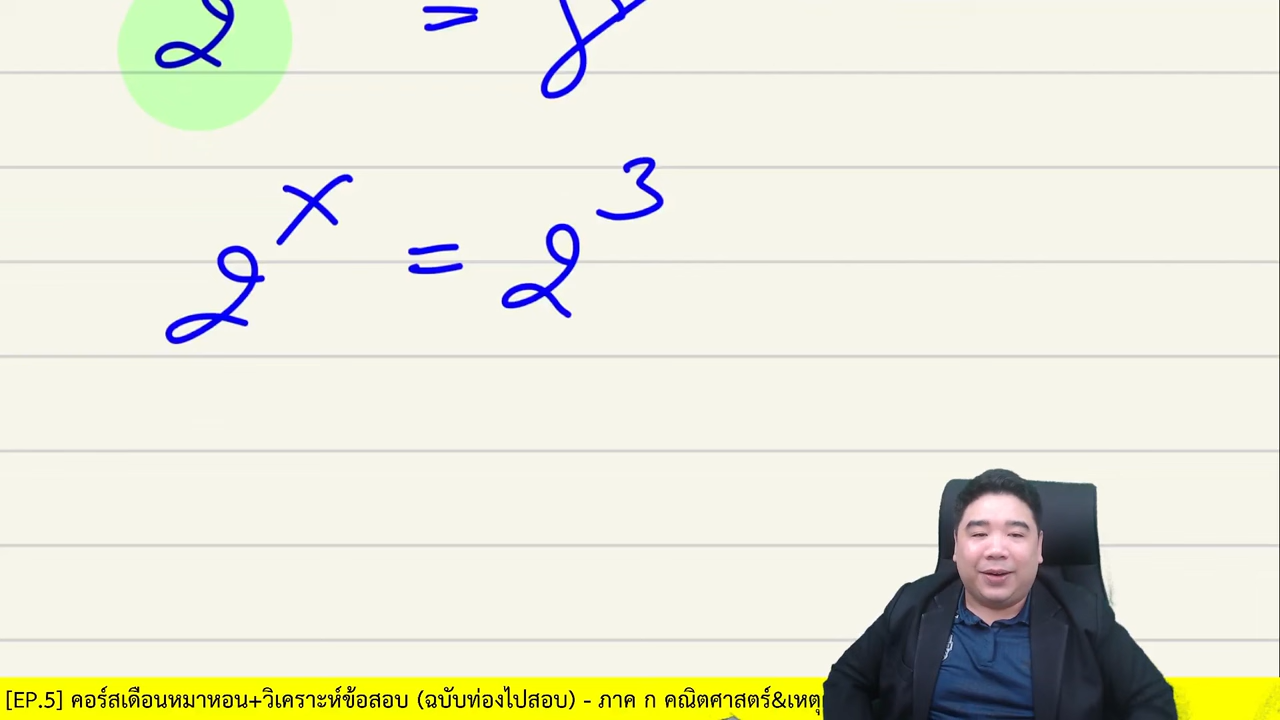 2 =
2^x = 2^3
[EP.5] คอร์สเดือนหมาหอน+วิเคราะห์ข้อสอบ (ฉบับท่องไปสอบ) - ภาค ก คณิตศาสตร์&เหตุ